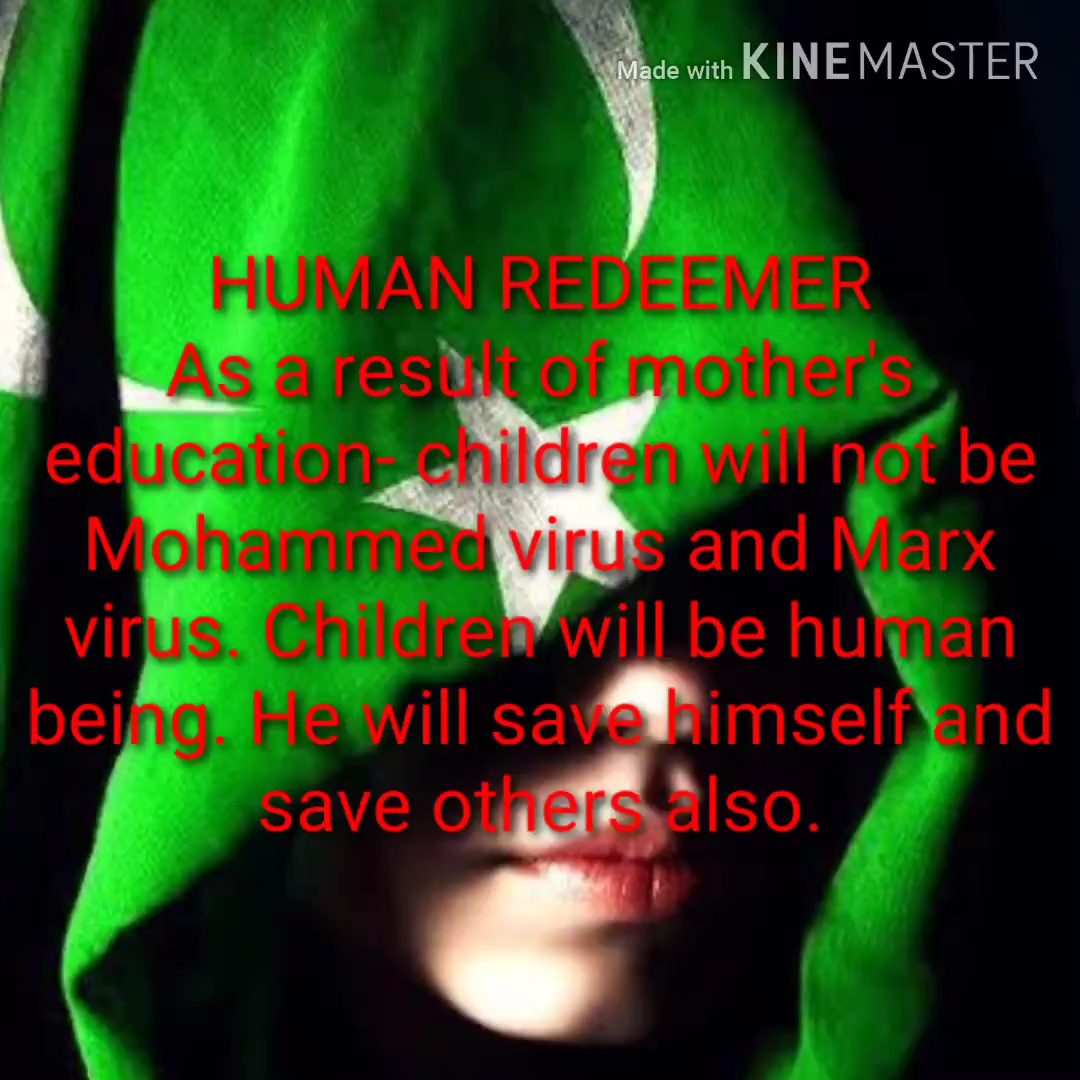 Made with KINEMASTER
HUMAN REDEEMER
As a result of mother's
education- children will not be
Mohammed virus and Marx
virus. Children will be human
being. He will save himself and
save others also.